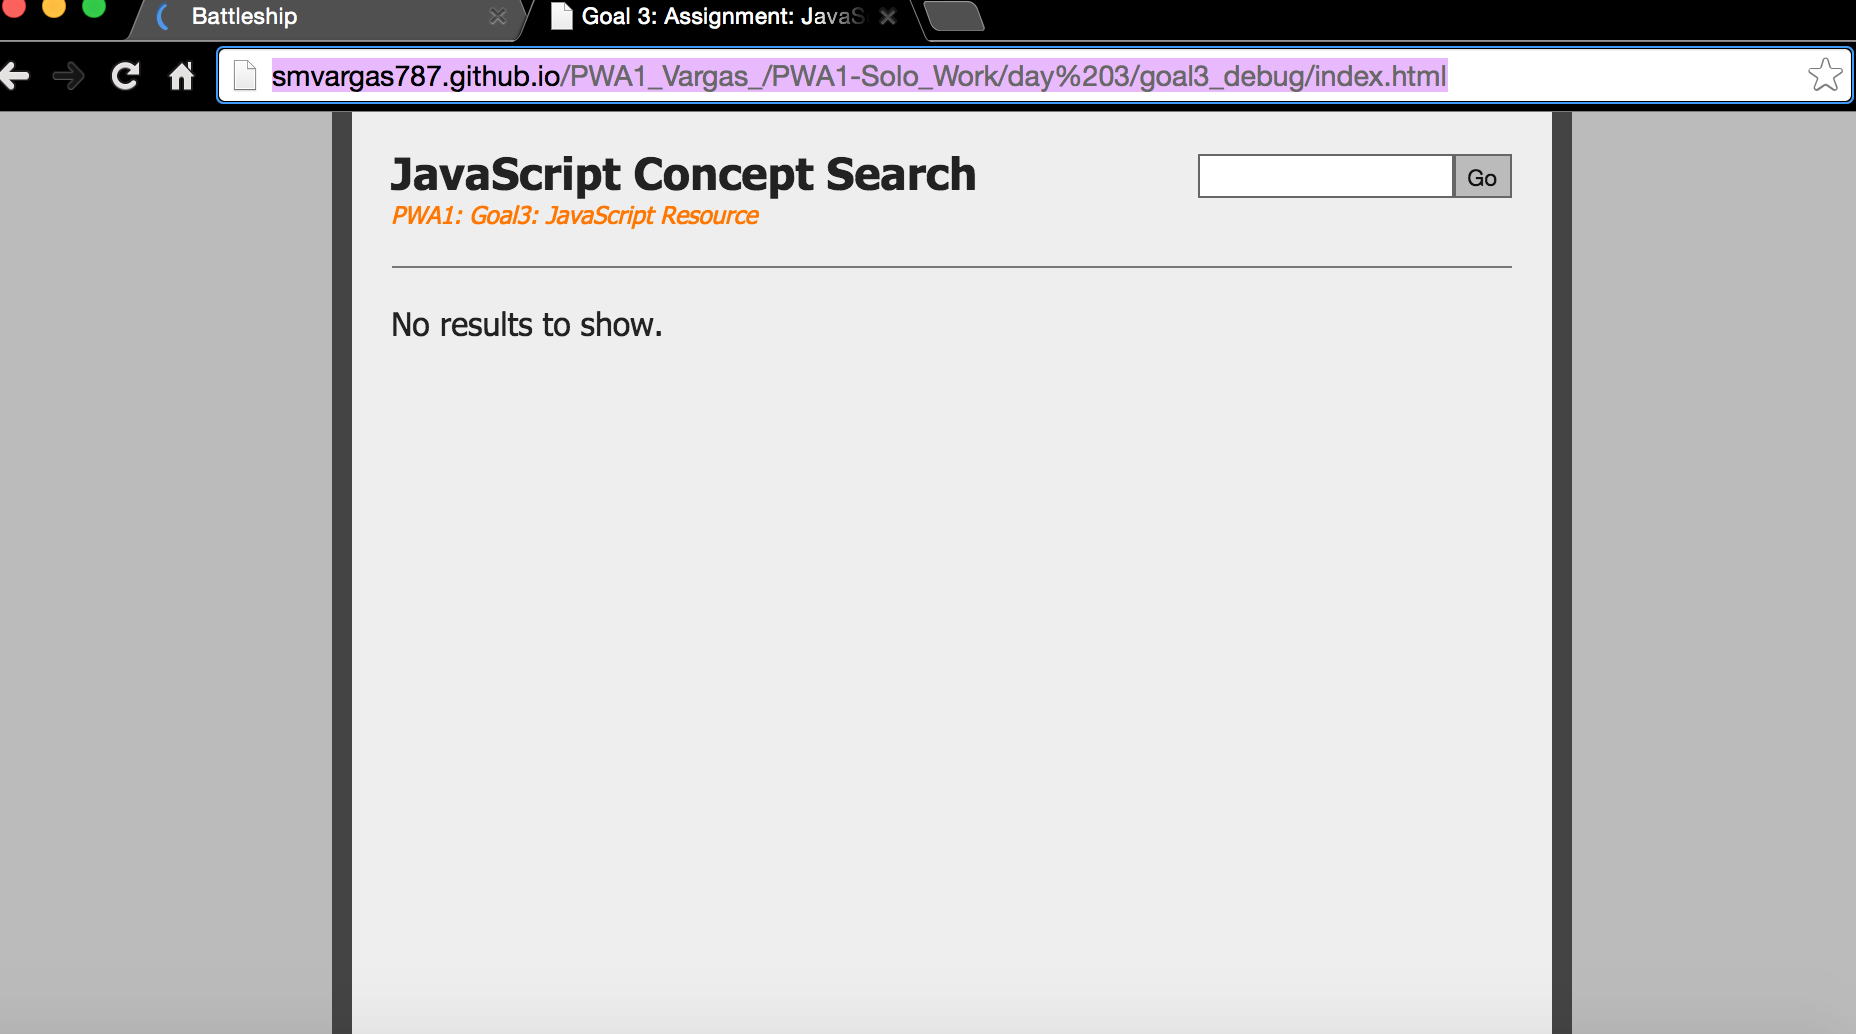 Battleship
Goal 3: Assignment: JavaS
smvargas787.github.io/PWA1_Vargas_/PWA1-Solo_Work/day%203/goal3_debug/index.html
JavaScript Concept Search
Go
PWA1: Goal3: JavaScript Resource
No results to show.